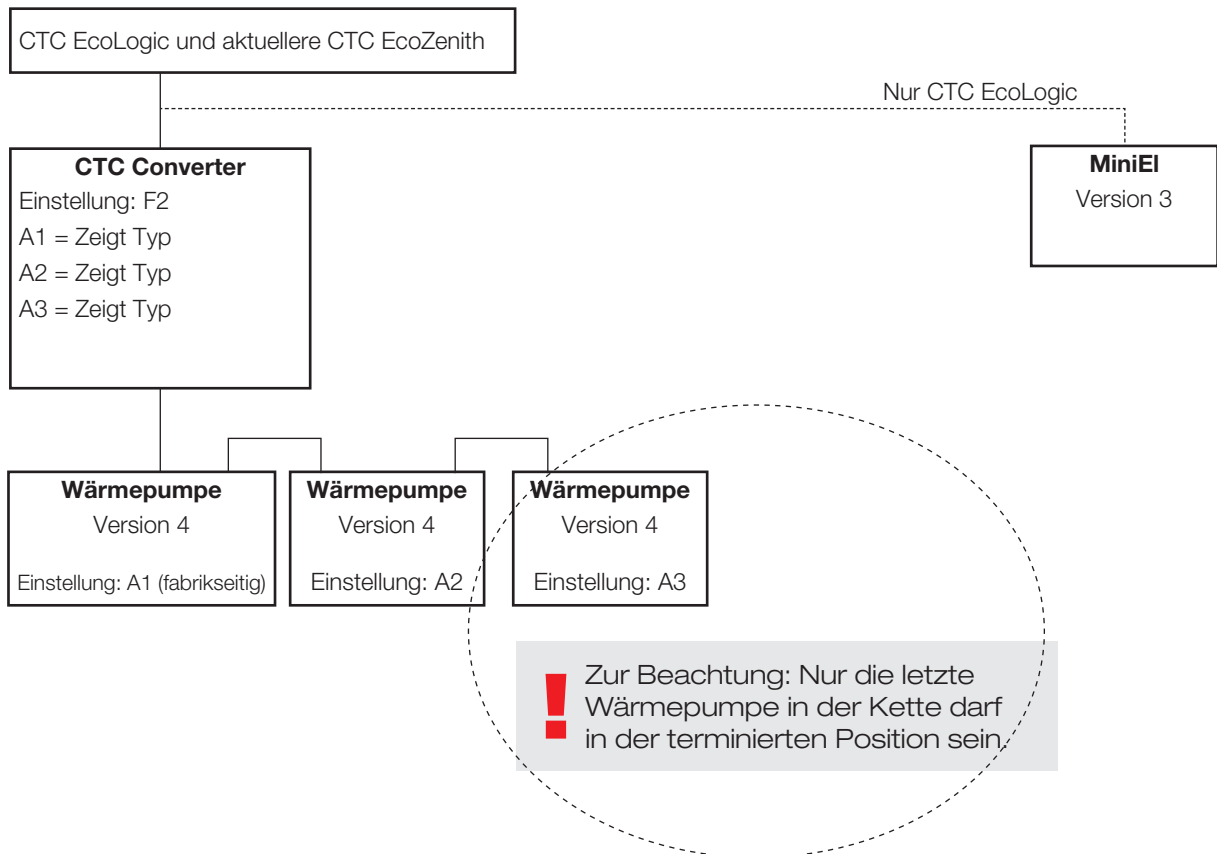 CTC EcoLogic und aktuellere CTC EcoZenith
Nur CTC EcoLogic
CTC Converter
Einstellung: F2
A1 = Zeigt Typ
A2 = Zeigt Typ
A3 = Zeigt Typ
MiniEl
Version 3
Wärmepumpe
Version 4
Einstellung: A1 (fabrikseitig)
Wärmepumpe
Version 4
Einstellung: A2
Wärmepumpe
Version 4
Einstellung: A3
! Zur Beachtung: Nur die letzte
Wärmepumpe in der Kette darf
in der terminierten Position sein.